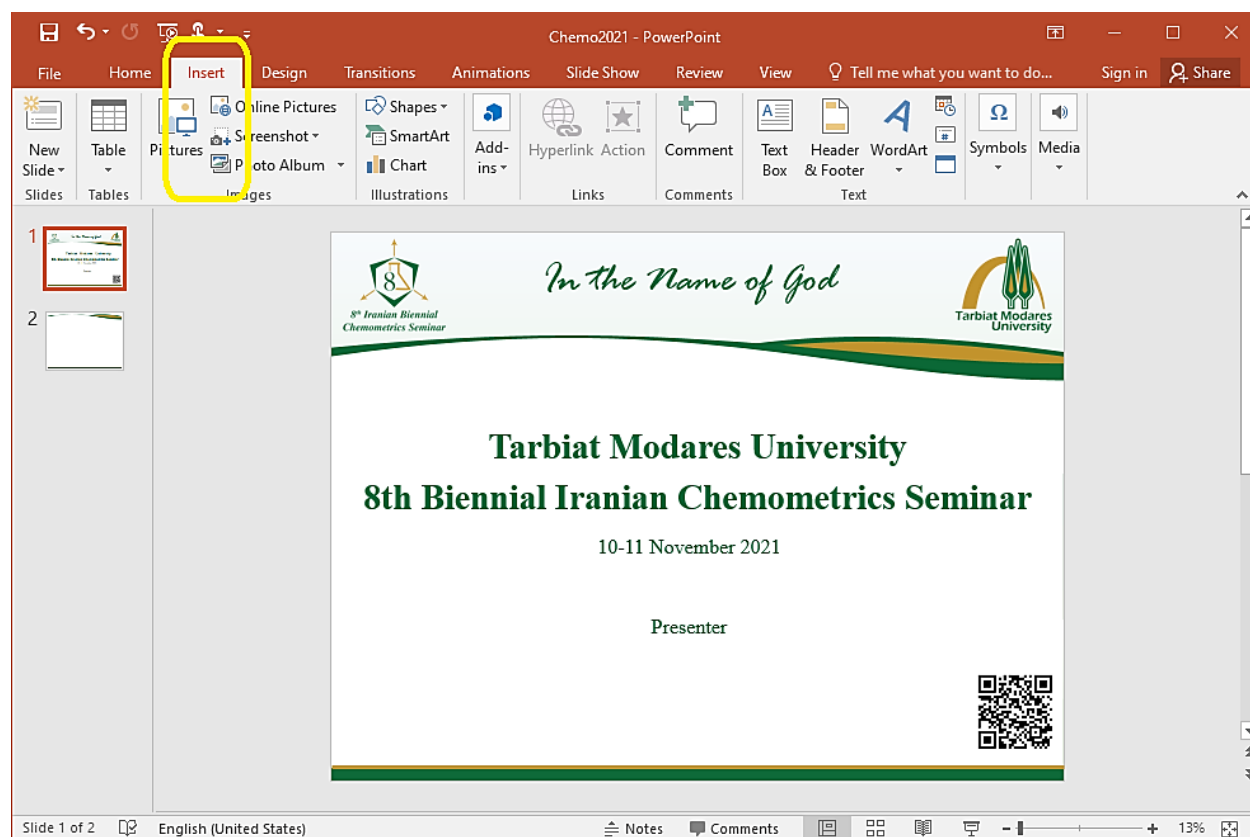 Chemo2021 - PowerPoint
File Home Insert Design Transitions Animations Slide Show Review View Tell me what you want to do... Sign in Share
New Slide
Table
Pictures
Online Pictures
Screenshot
Photo Album
Shapes
SmartArt
Chart
Add-ins
Hyperlink
Action
Comment
Text Box
Header & Footer
WordArt
Symbols
Media
Slides Tables Images Illustrations Links Comments Text
1
2
8
8th Iranian Biennial
Chemometrics Seminar
In the Name of God
Tarbiat Modares
University
Tarbiat Modares University
8th Biennial Iranian Chemometrics Seminar
10-11 November 2021
Presenter
Slide 1 of 2 English (United States) Notes Comments 13%